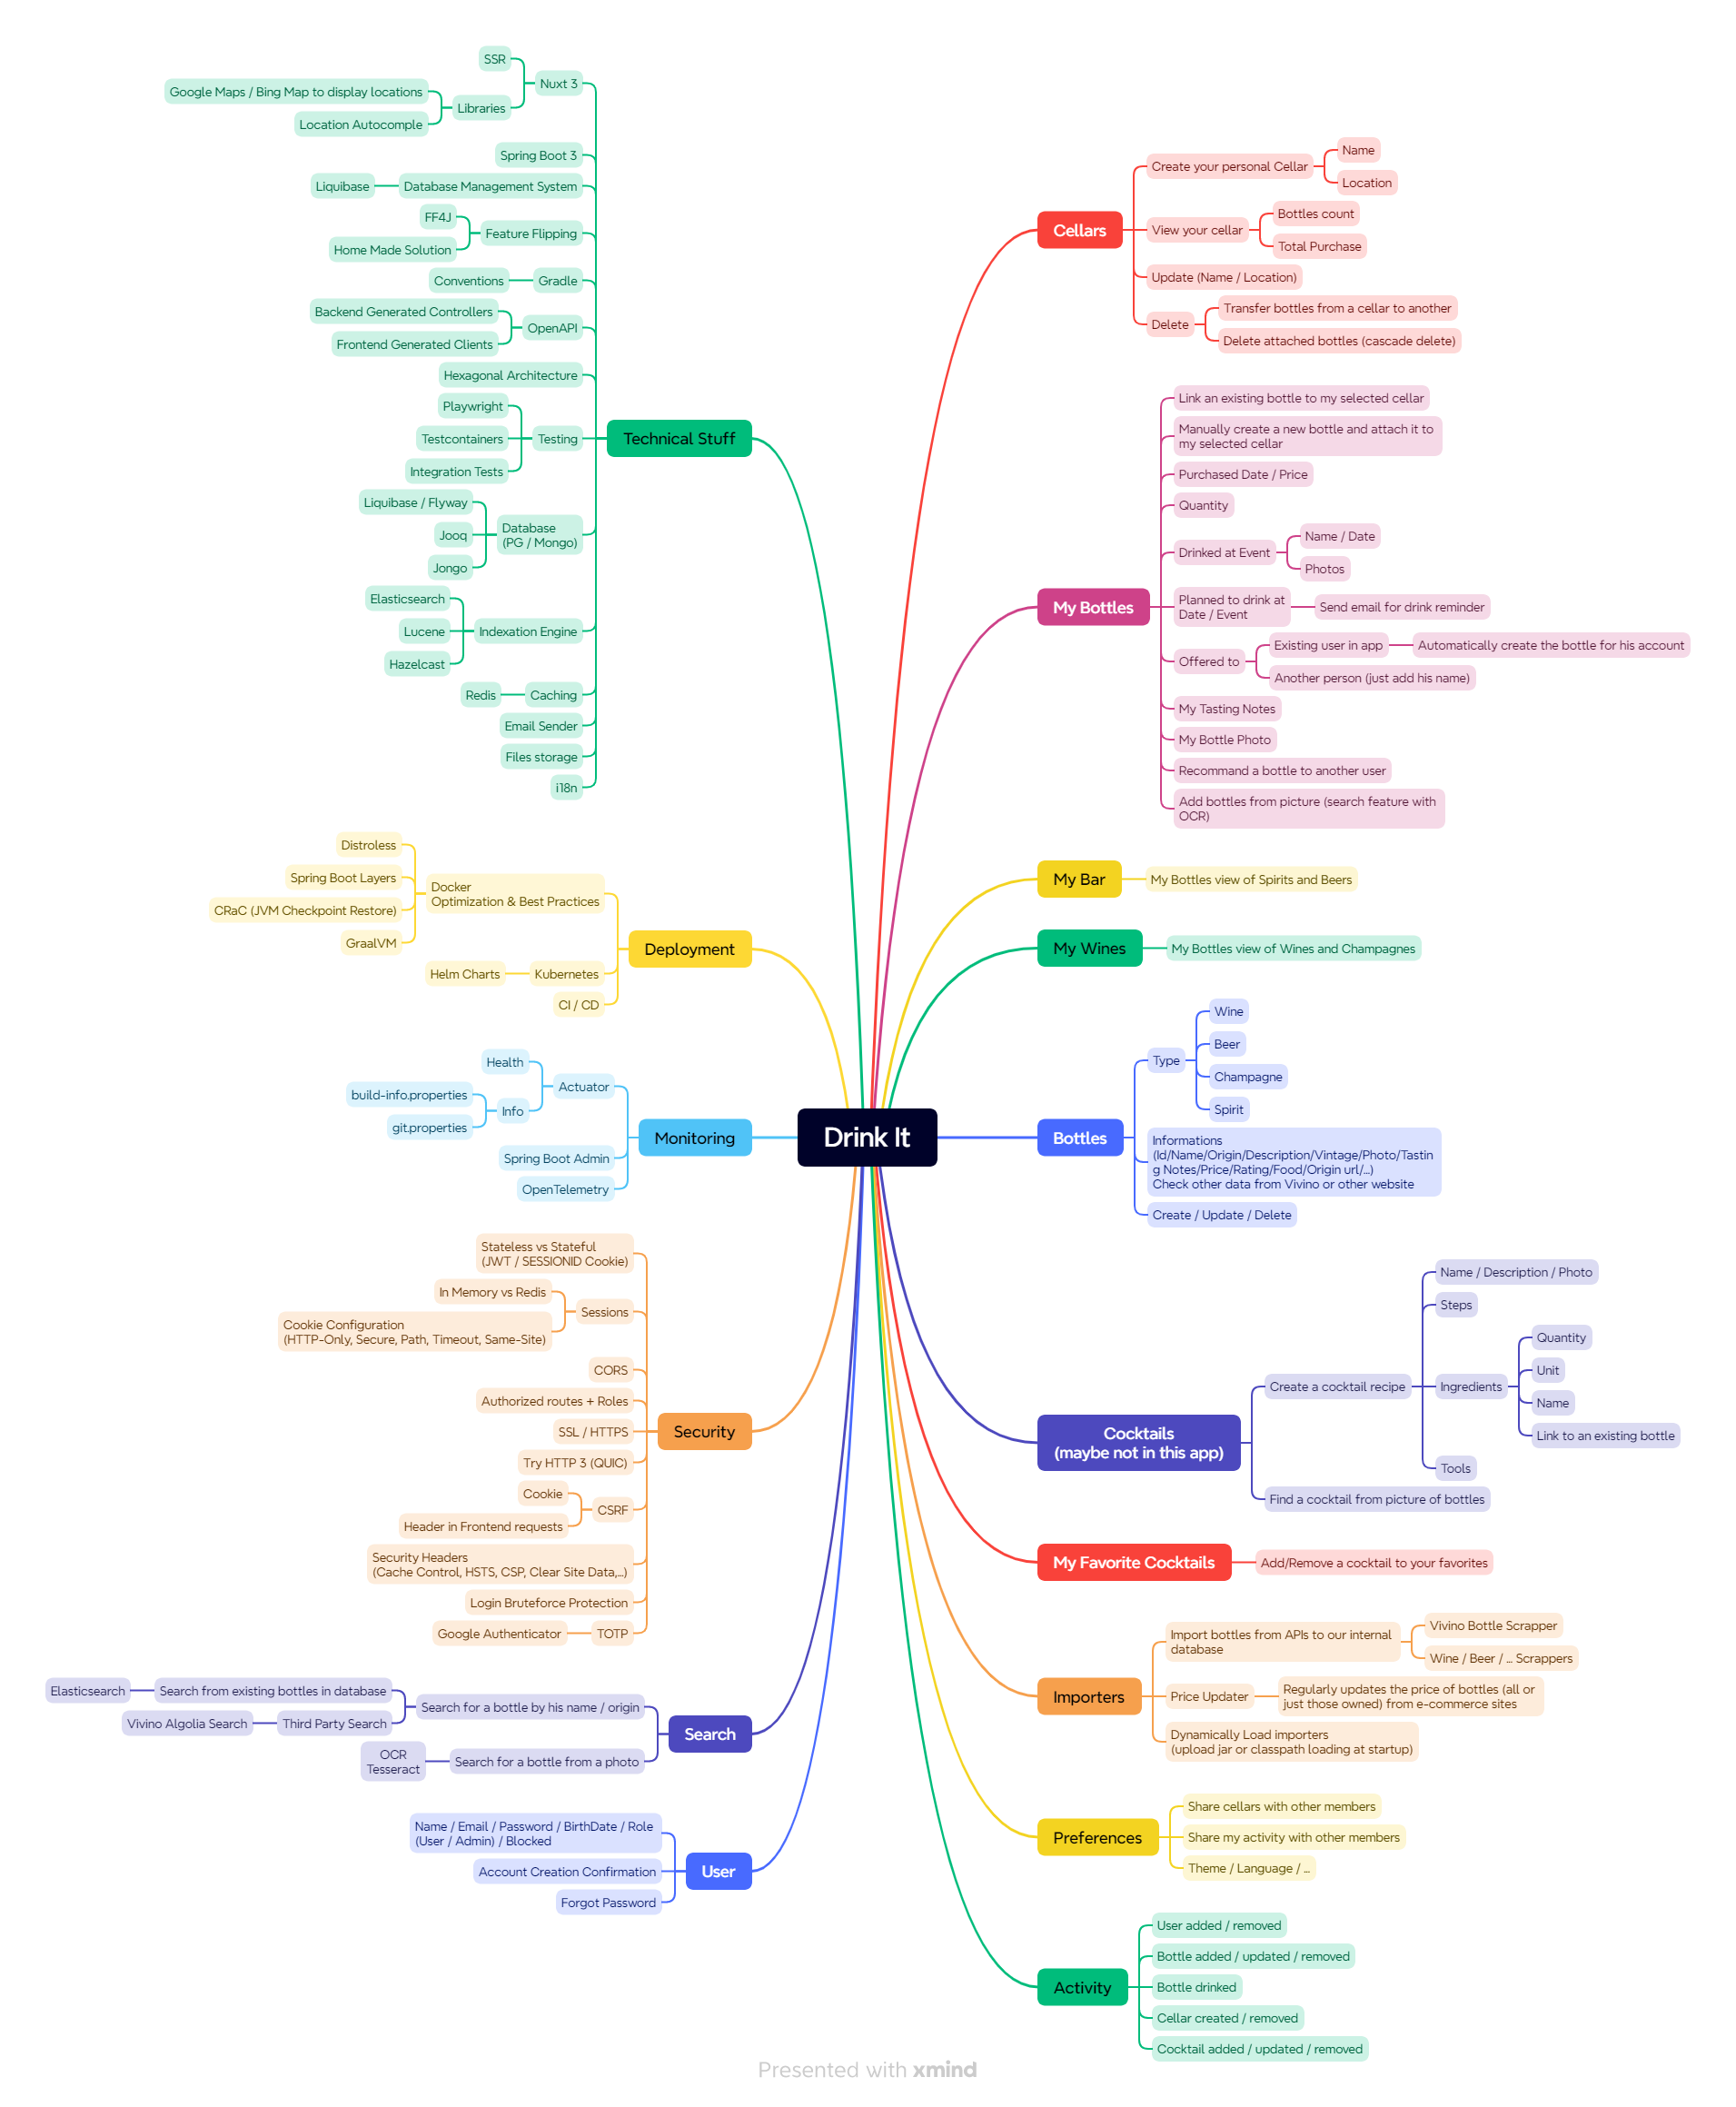 Drink It
Technical Stuff
Nuxt 3
SSR
Libraries
Google Maps / Bing Map to display locations
Location Autocomple
Spring Boot 3
Database Management System
Liquibase
Feature Flipping
FF4J
Home Made Solution
Gradle
Conventions
OpenAPI
Backend Generated Controllers
Frontend Generated Clients
Hexagonal Architecture
Testing
Playwright
Testcontainers
Integration Tests
Database
(PG / Mongo)
Liquibase / Flyway
Jooq
Jongo
Indexation Engine
Elasticsearch
Lucene
Hazelcast
Caching
Redis
Email Sender
Files storage
i18n
Deployment
Docker
Optimization & Best Practices
Distroless
Spring Boot Layers
CRaC (JVM Checkpoint Restore)
GraalVM
Kubernetes
Helm Charts
CI / CD
Monitoring
Actuator
Health
Info
build-info.properties
git.properties
Spring Boot Admin
OpenTelemetry
Security
Stateless vs Stateful
(JWT / SESSIONID Cookie)
Sessions
In Memory vs Redis
Cookie Configuration
(HTTP-Only, Secure, Path, Timeout, Same-Site)
CORS
Authorized routes + Roles
SSL / HTTPS
Try HTTP 3 (QUIC)
CSRF
Cookie
Header in Frontend requests
Security Headers
(Cache Control, HSTS, CSP, Clear Site Data,...)
Login Bruteforce Protection
TOTP
Google Authenticator
Search
Search for a bottle by his name / origin
Search from existing bottles in database
Elasticsearch
Third Party Search
Vivino Algolia Search
Search for a bottle from a photo
OCR
Tesseract
User
Name / Email / Password / BirthDate / Role
(User / Admin) / Blocked
Account Creation Confirmation
Forgot Password
Cellars
Create your personal Cellar
Name
Location
View your cellar
Bottles count
Total Purchase
Update (Name / Location)
Delete
Transfer bottles from a cellar to another
Delete attached bottles (cascade delete)
My Bottles
Link an existing bottle to my selected cellar
Manually create a new bottle and attach it to
my selected cellar
Purchased Date / Price
Quantity
Drinked at Event
Name / Date
Photos
Planned to drink at
Date / Event
Send email for drink reminder
Offered to
Existing user in app
Automatically create the bottle for his account
Another person (just add his name)
My Tasting Notes
My Bottle Photo
Recommand a bottle to another user
Add bottles from picture (search feature with
OCR)
My Bar
My Bottles view of Spirits and Beers
My Wines
My Bottles view of Wines and Champagnes
Bottles
Type
Wine
Beer
Champagne
Spirit
Informations
(Id/Name/Origin/Description/Vintage/Photo/Tastin
g Notes/Price/Rating/Food/Origin url/...)
Check other data from Vivino or other website
Create / Update / Delete
Cocktails
(maybe not in this app)
Create a cocktail recipe
Name / Description / Photo
Steps
Ingredients
Quantity
Unit
Name
Link to an existing bottle
Tools
Find a cocktail from picture of bottles
My Favorite Cocktails
Add/Remove a cocktail to your favorites
Importers
Import bottles from APIs to our internal
database
Vivino Bottle Scrapper
Wine / Beer / ... Scrappers
Price Updater
Regularly updates the price of bottles (all or
just those owned) from e-commerce sites
Dynamically Load importers
(upload jar or classpath loading at startup)
Preferences
Share cellars with other members
Share my activity with other members
Theme / Language / ...
Activity
User added / removed
Bottle added / updated / removed
Bottle drinked
Cellar created / removed
Cocktail added / updated / removed
Presented with xmind